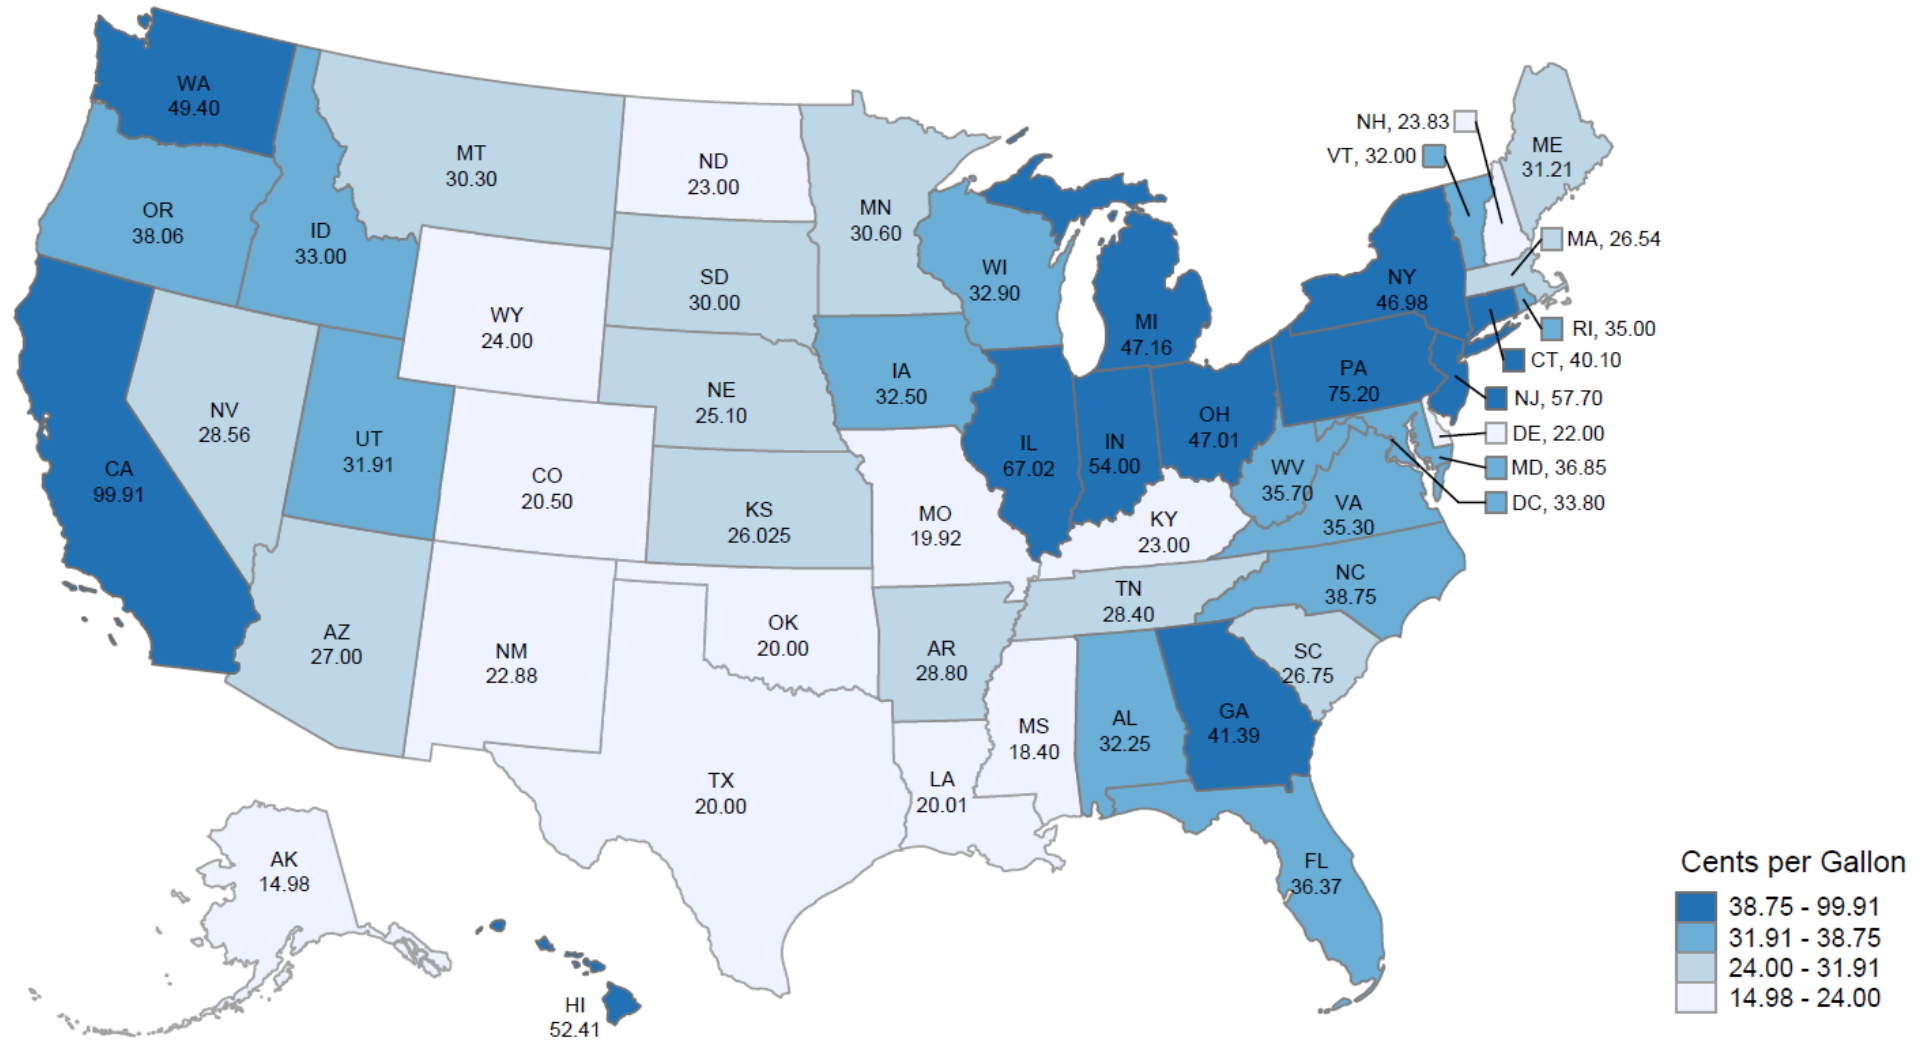 WA
49.40
MT
30.30
ND
23.00
MN
30.60
NH, 23.83
VT, 32.00
ME
31.21
OR
38.06
ID
33.00
SD
30.00
WI
32.90
MA, 26.54
NY
46.98
WY
24.00
MI
47.16
RI, 35.00
CT, 40.10
NV
28.56
UT
31.91
NE
25.10
IA
32.50
PA
75.20
NJ, 57.70
CA
99.91
CO
20.50
KS
26.025
MO
19.92
IL
67.02
IN
54.00
OH
47.01
DE, 22.00
MD, 36.85
DC, 33.80
WV
35.70
VA
35.30
KY
23.00
NC
38.75
TN
28.40
AZ
27.00
NM
22.88
OK
20.00
AR
28.80
SC
26.75
MS
18.40
AL
32.25
GA
41.39
TX
20.00
LA
20.01
FL
36.37
AK
14.98
HI
52.41
Cents per Gallon
38.75 - 99.91
31.91 - 38.75
24.00 - 31.91
14.98 - 24.00